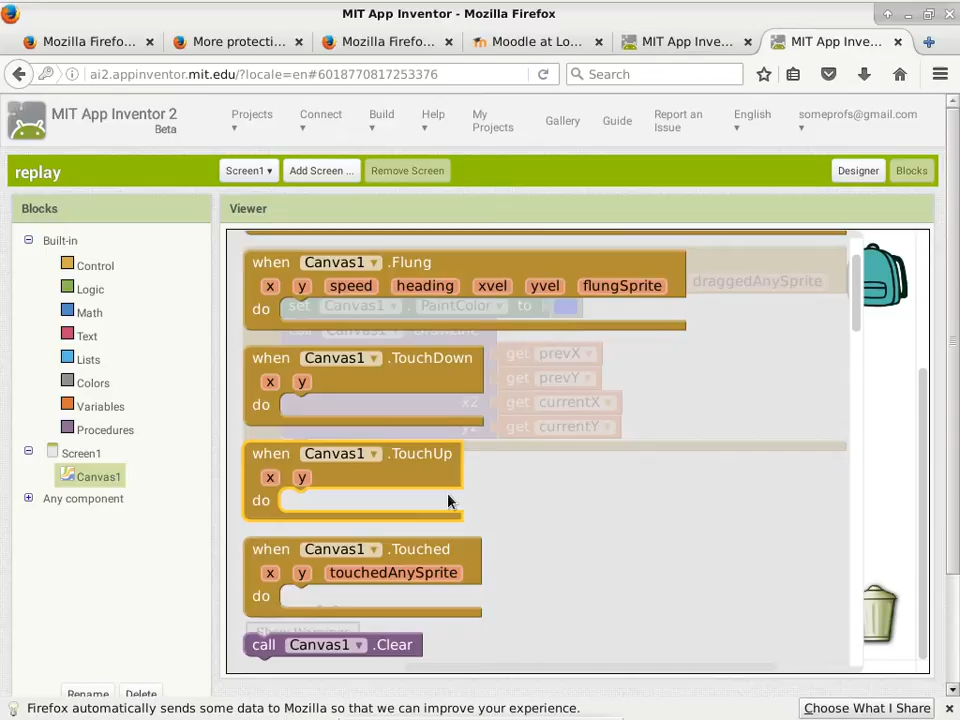 MIT App Inventor - Mozilla Firefox
Mozilla Firefo...
More protecti...
Mozilla Firefo...
Moodle at Lo...
MIT App Inve...
MIT App Inve...
ai2.appinventor.mit.edu/?locale=en#6018770817253376
Search
MIT App Inventor 2
Beta
Projects
Connect
Build
Help
My Projects
Gallery
Guide
Report an Issue
English
someprofs@gmail.com
replay
Screen1
Add Screen ...
Remove Screen
Designer
Blocks
Blocks
Viewer
Built-in
Control
Logic
Math
Text
Lists
Colors
Variables
Procedures
Screen1
Canvas1
Any component
Rename
Delete
when Canvas1 .Flung
x y speed heading xvel yvel flungSprite
draggedAnySprite
do
set Canvas1 . PaintColor to
get prevX
get prevY
x2 get currentX
get currentY
when Canvas1 .TouchDown
x y
do
when Canvas1 .TouchUp
x y
do
when Canvas1 .Touched
x y touchedAnySprite
do
call Canvas1 .Clear
Firefox automatically sends some data to Mozilla so that we can improve your experience.
Choose What I Share